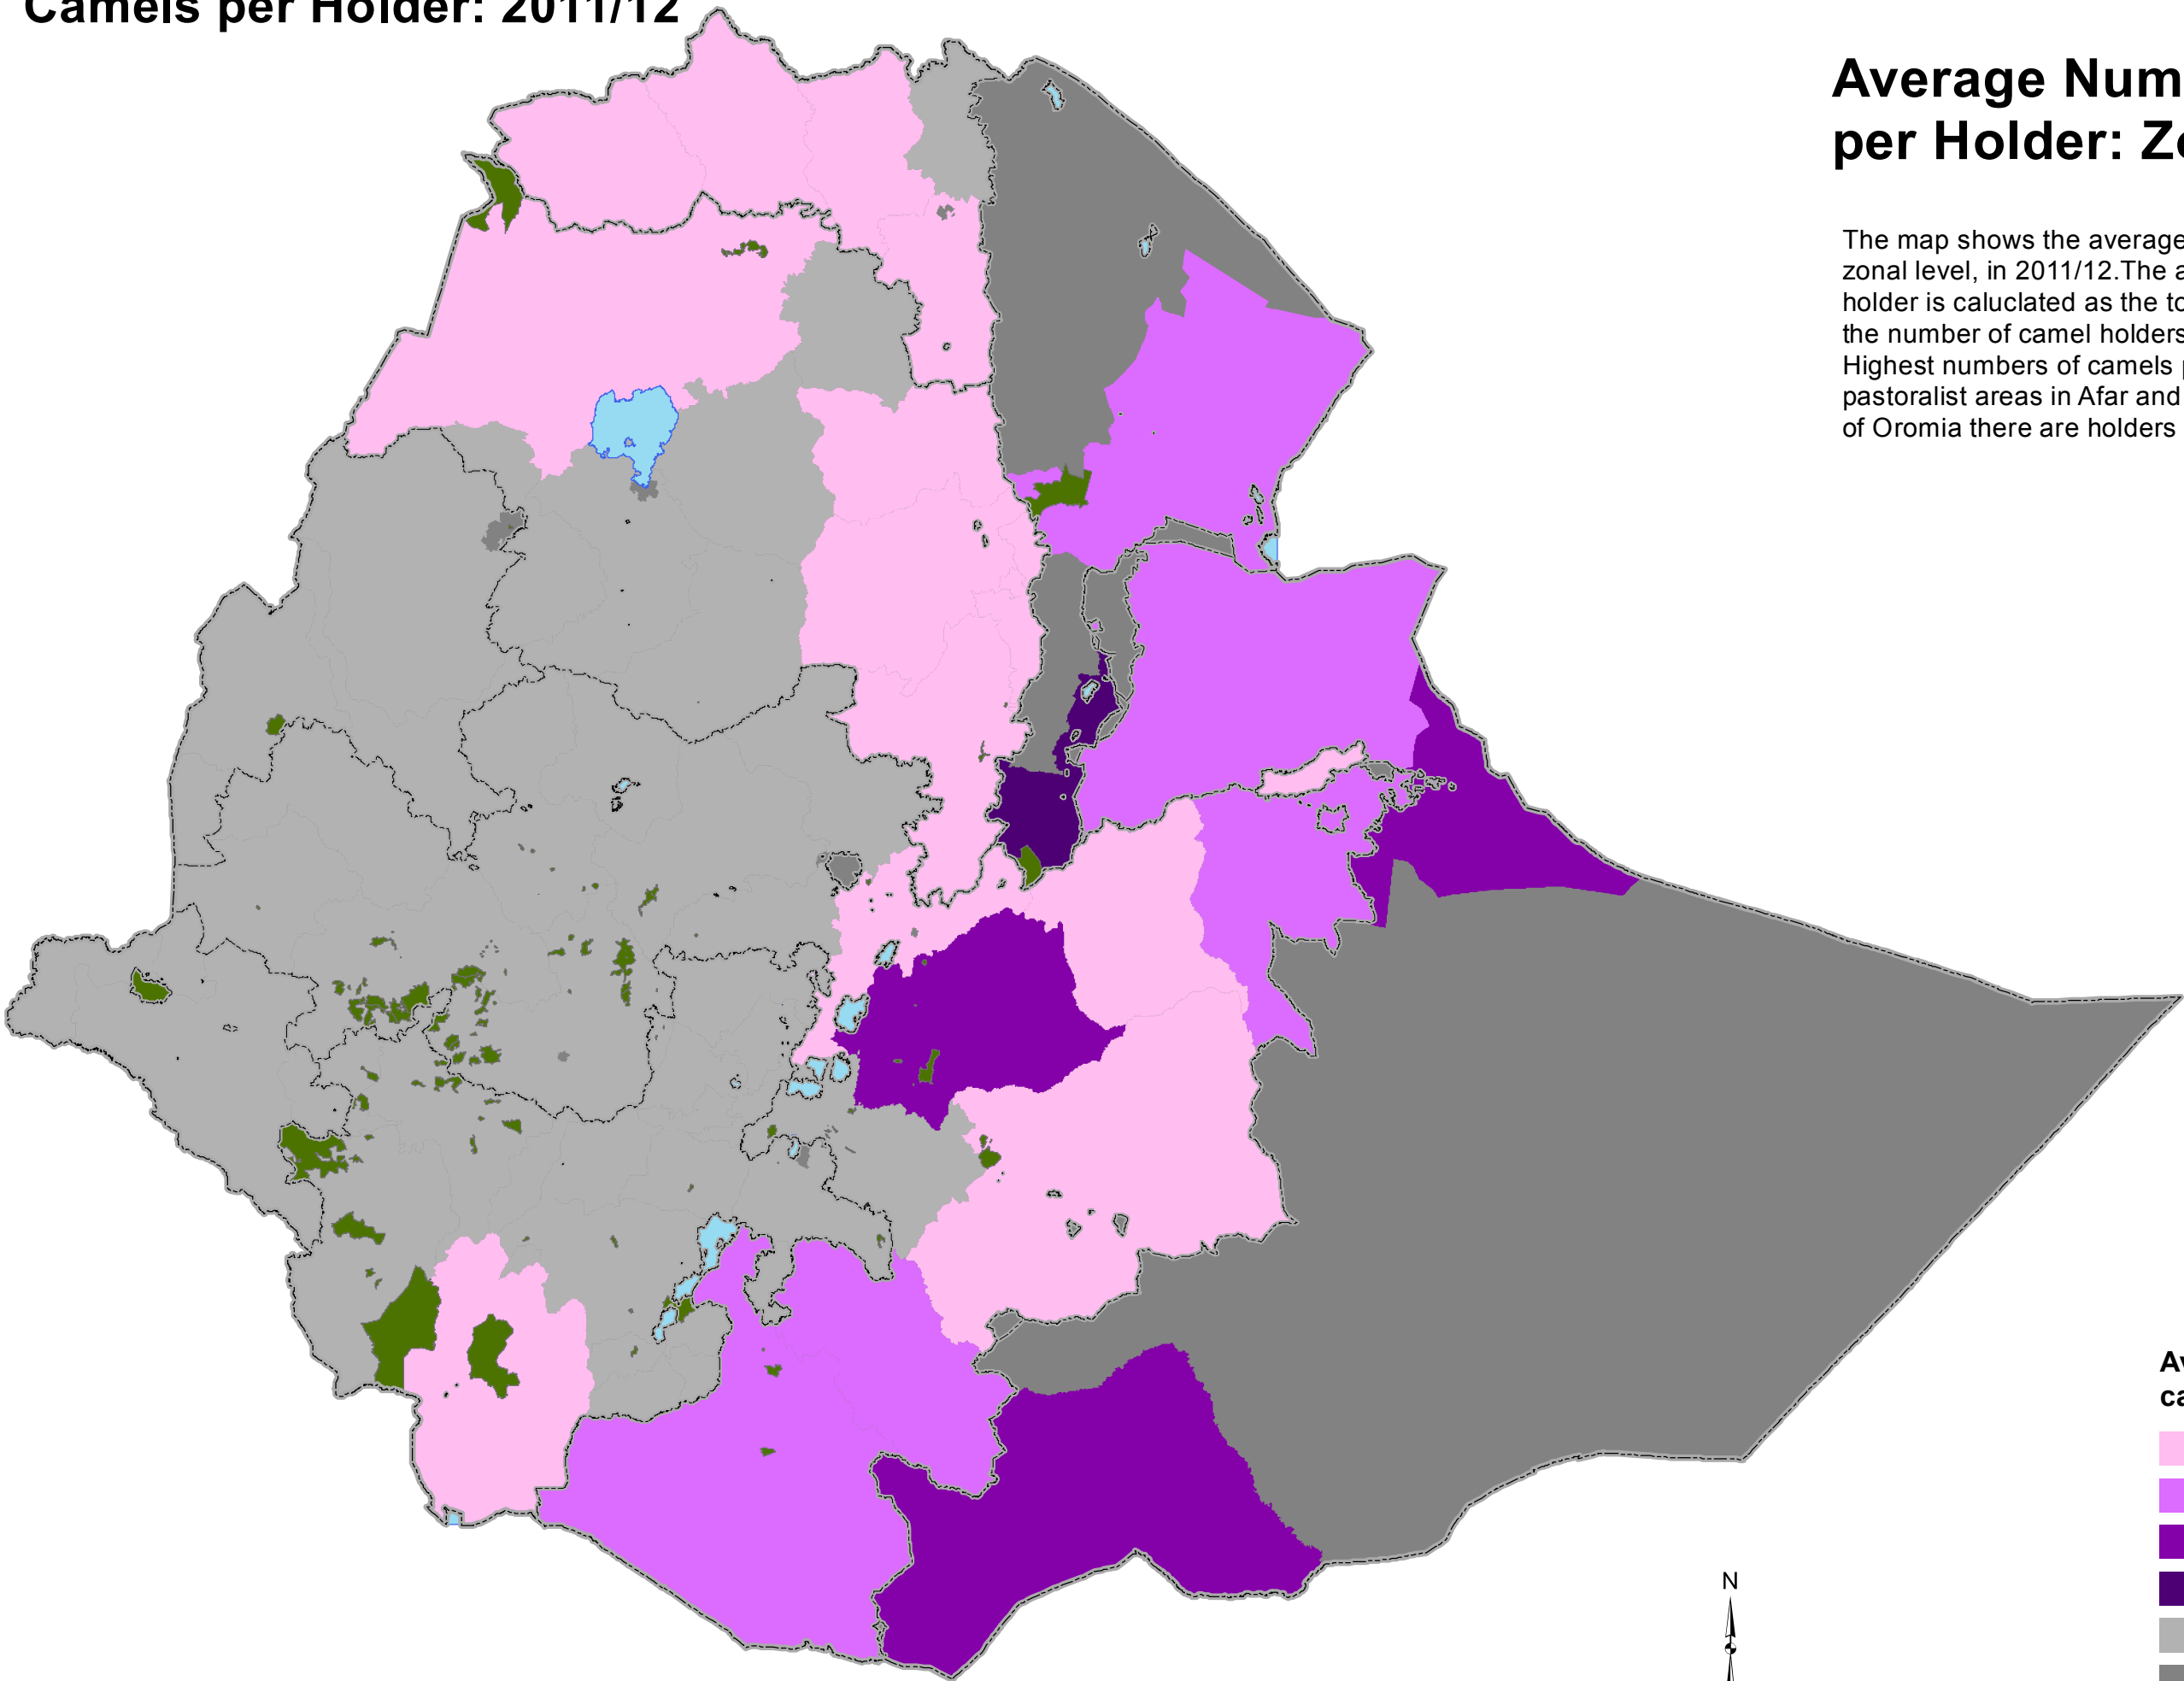 Camels per Holder: 2011/12
Average Num
per Holder: Z
The map shows the average
zonal level, in 2011/12.The a
holder is caluclated as the to
the number of camel holders
Highest numbers of camels
pastoralist areas in Afar and
of Oromia there are holders
Av
ca
N